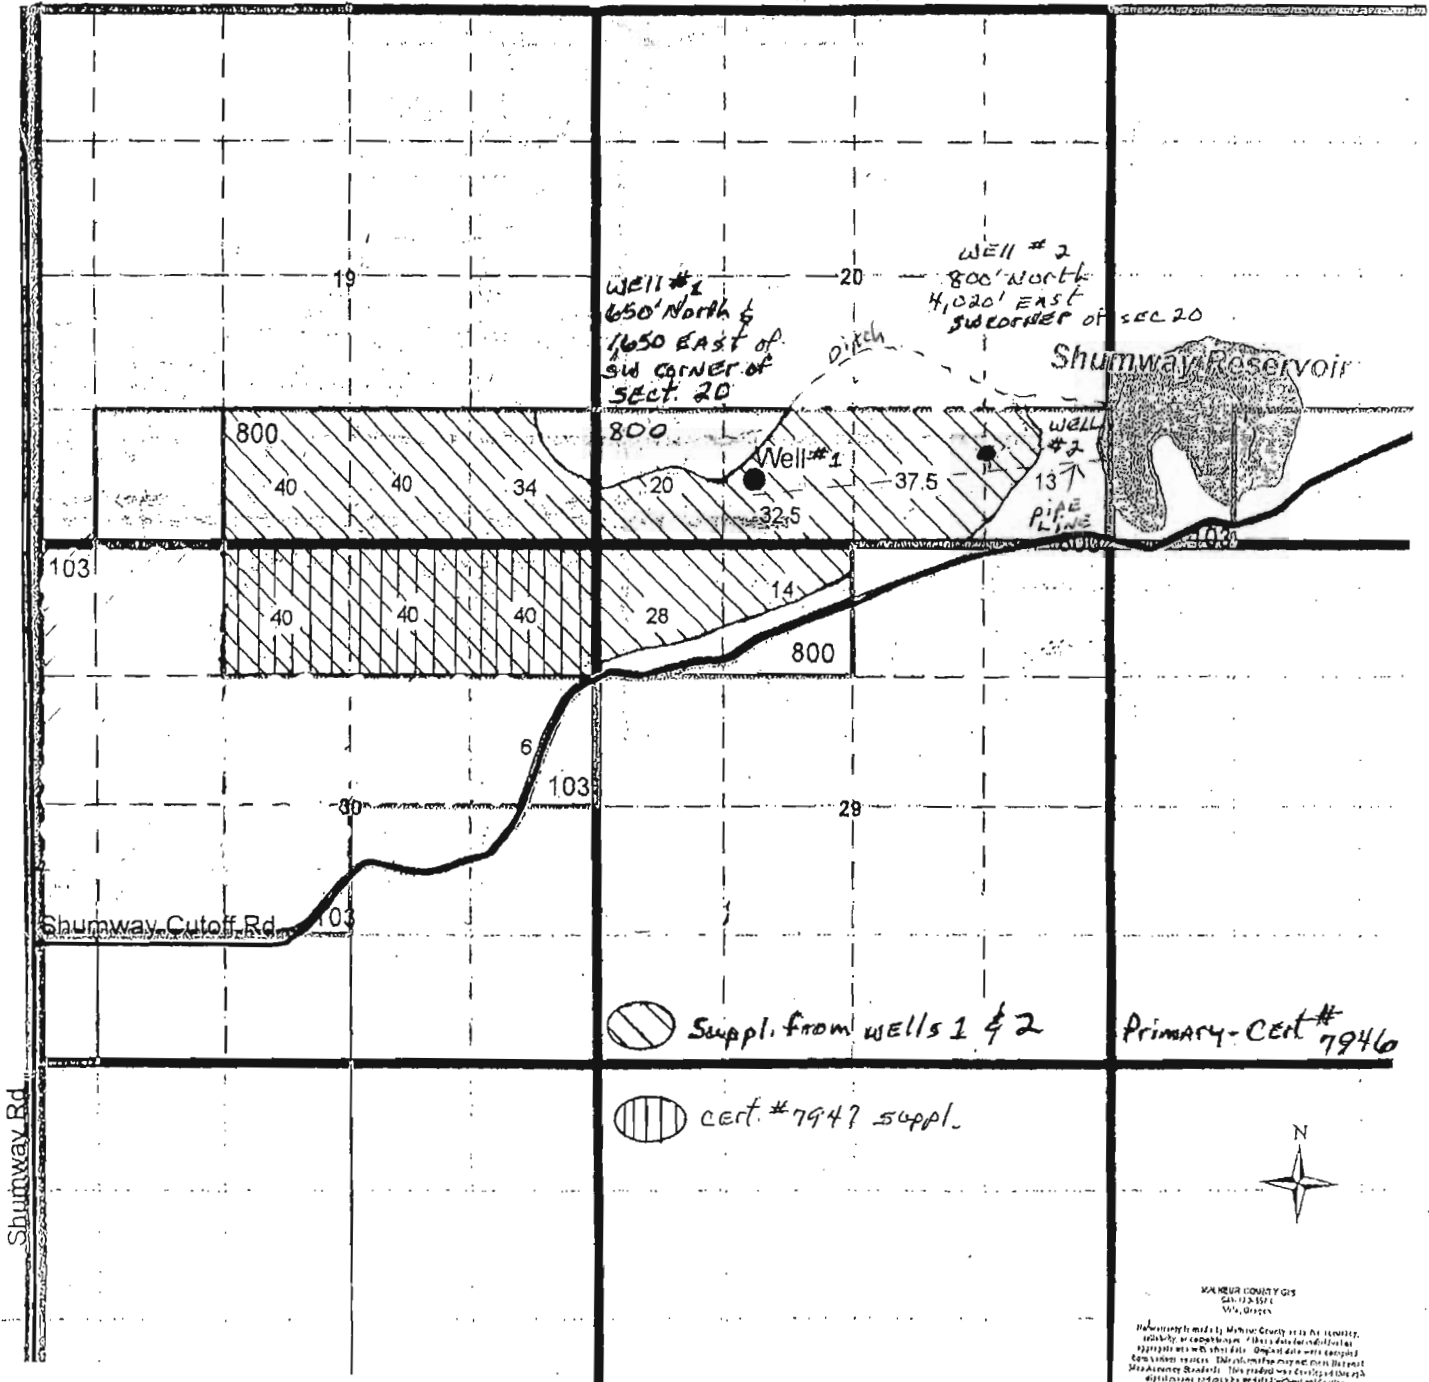 19
20
WEll #1
650' North &
1650 EAst of
SW CORNER of
SECt. 20
WEll # 2
800' North
4,020' EAst
SW CORNER of SEC 20
Ditch
Shumway Reservoir
800
800
WELL
#2
Well #1
40
40
34
20
37.5
13
32.5
PIPE
LINE
103
103
40
40
40
28
14
800
6
103
30
29
Shumway Cutoff Rd
103
Suppl. from wElls 1 & 2
Primary - CErt #
7946
CErt. # 7947 suppl.
Shumway Rd
N
MALHEUR COUNTY GIS
Vale, Oregon